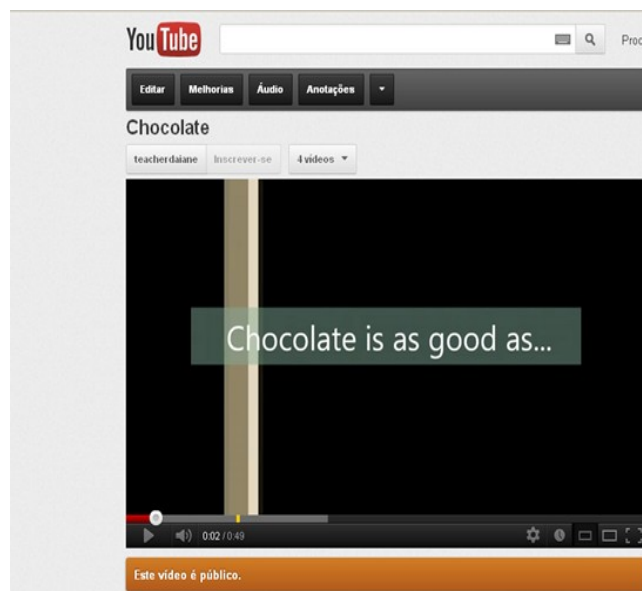 YouTube Proc
Editar Melhorias Áudio Anotações
Chocolate
teacherdaiane Inscrever-se 4 vídeos
Chocolate is as good as...
0:02 / 0:49
Este vídeo é público.